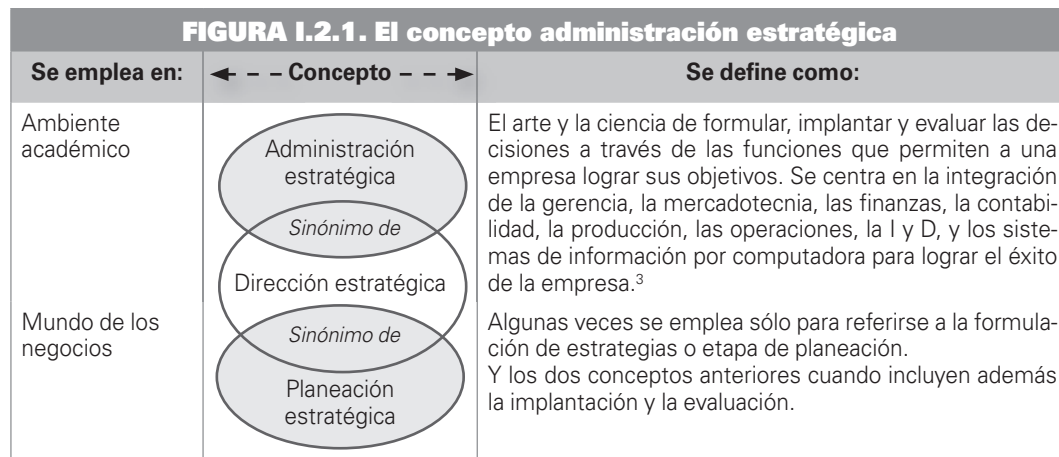 FIGURA I.2.1. El concepto administración estratégica
Se emplea en:
Concepto
Se define como:
Ambiente
académico
Administración
estratégica
Sinónimo de
Dirección estratégica
El arte y la ciencia de formular, implantar y evaluar las de-
cisiones a través de las funciones que permiten a una
empresa lograr sus objetivos. Se centra en la integración
de la gerencia, la mercadotecnia, las finanzas, la contabi-
lidad, la producción, las operaciones, la I y D, y los siste-
mas de información por computadora para lograr el éxito
de la empresa.³
Mundo de los
negocios
Sinónimo de
Planeación
estratégica
Algunas veces se emplea sólo para referirse a la formula-
ción de estrategias o etapa de planeación.
Y los dos conceptos anteriores cuando incluyen además
la implantación y la evaluación.